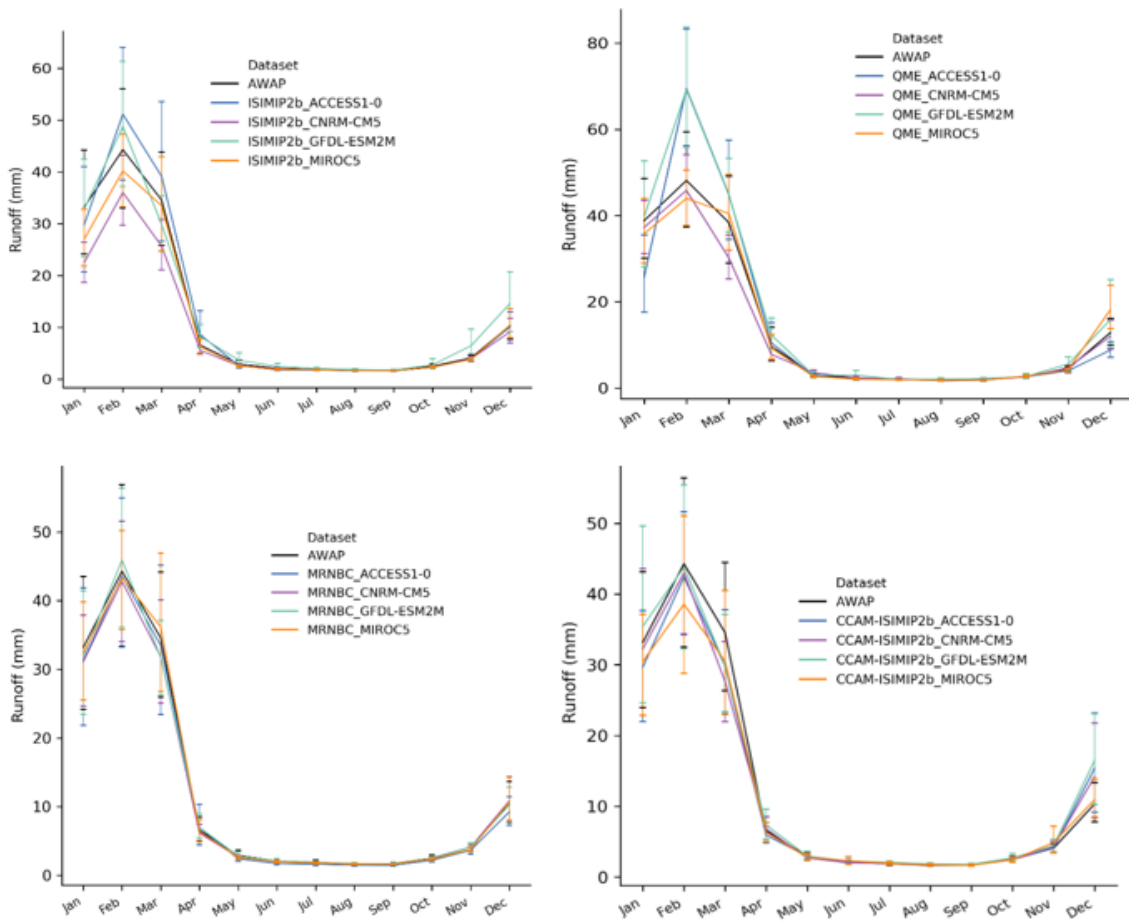 60
50
40
30
20
10
0
Runoff (mm)
Dataset
AWAP
ISIMIP2b_ACCESS1-0
ISIMIP2b_CNRM-CM5
ISIMIP2b_GFDL-ESM2M
ISIMIP2b_MIROC5
Jan Feb Mar Apr May Jun Jul Aug Sep Oct Nov Dec
80
60
40
20
0
Runoff (mm)
Dataset
AWAP
QME_ACCESS1-0
QME_CNRM-CM5
QME_GFDL-ESM2M
QME_MIROC5
Jan Feb Mar Apr May Jun Jul Aug Sep Oct Nov Dec
50
40
30
20
10
0
Runoff (mm)
Dataset
AWAP
MRNBC_ACCESS1-0
MRNBC_CNRM-CM5
MRNBC_GFDL-ESM2M
MRNBC_MIROC5
Jan Feb Mar Apr May Jun Jul Aug Sep Oct Nov Dec
50
40
30
20
10
0
Runoff (mm)
Dataset
AWAP
CCAM-ISIMIP2b_ACCESS1-0
CCAM-ISIMIP2b_CNRM-CM5
CCAM-ISIMIP2b_GFDL-ESM2M
CCAM-ISIMIP2b_MIROC5
Jan Feb Mar Apr May Jun Jul Aug Sep Oct Nov Dec